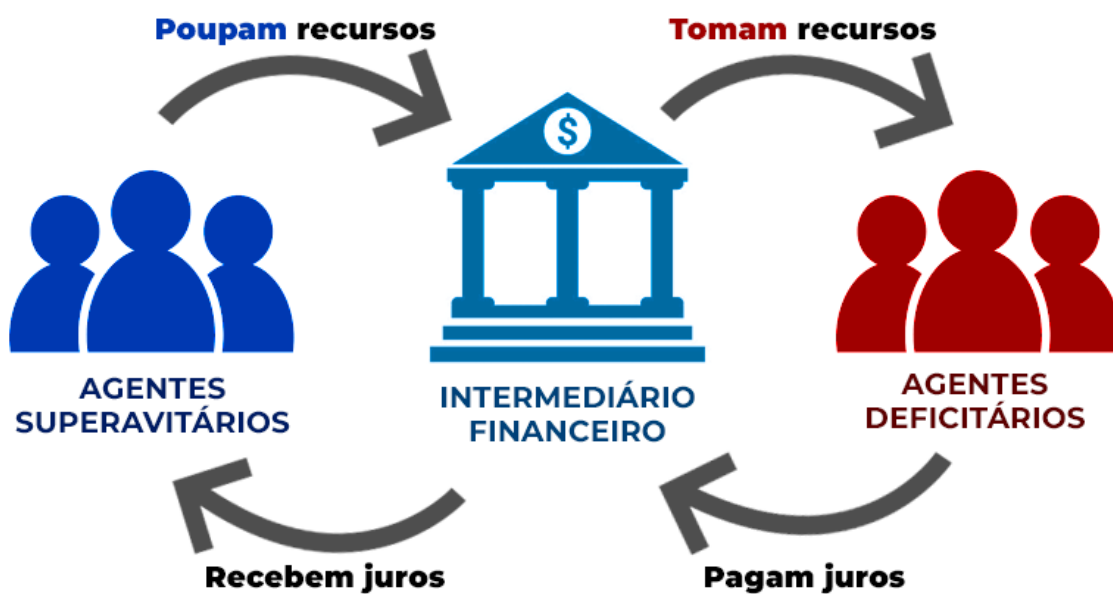 Poupam recursos
Tomam recursos
$
AGENTES
SUPERAVITÁRIOS
INTERMEDIÁRIO
FINANCEIRO
AGENTES
DEFICITÁRIOS
Recebem juros
Pagam juros